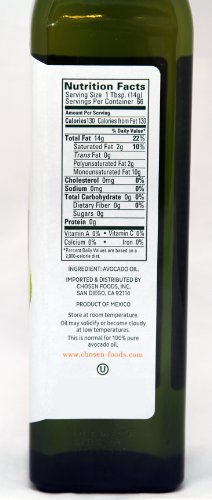 Nutrition Facts
Serving Size 1 Tbsp. (14g)
Servings Per Container 66
Amount Per Serving
Calories 130 Calories from Fat 130
% Daily Value*
Total Fat 14g 22%
Saturated Fat 2g 10%
Trans Fat 0g
Polyunsaturated Fat 2g
Monounsaturated Fat 10g
Cholesterol 0mg 0%
Sodium 0mg 0%
Total Carbohydrate 0g 0%
Dietary Fiber 0g 0%
Sugars 0g
Protein 0g
Vitamin A 0% • Vitamin C 0%
Calcium 0% • Iron 0%
*Percent Daily Values are based on a
2,000-calorie diet.
INGREDIENT: AVOCADO OIL.
IMPORTED & DISTRIBUTED BY
CHOSEN FOODS, INC.
SAN DIEGO, CA 92114
PRODUCT OF MEXICO
Store at room temperature.
Oil may solidify or become cloudy
at low temperatures.
This is normal for 100% pure
avocado oil.
www.chosen-foods.com
U